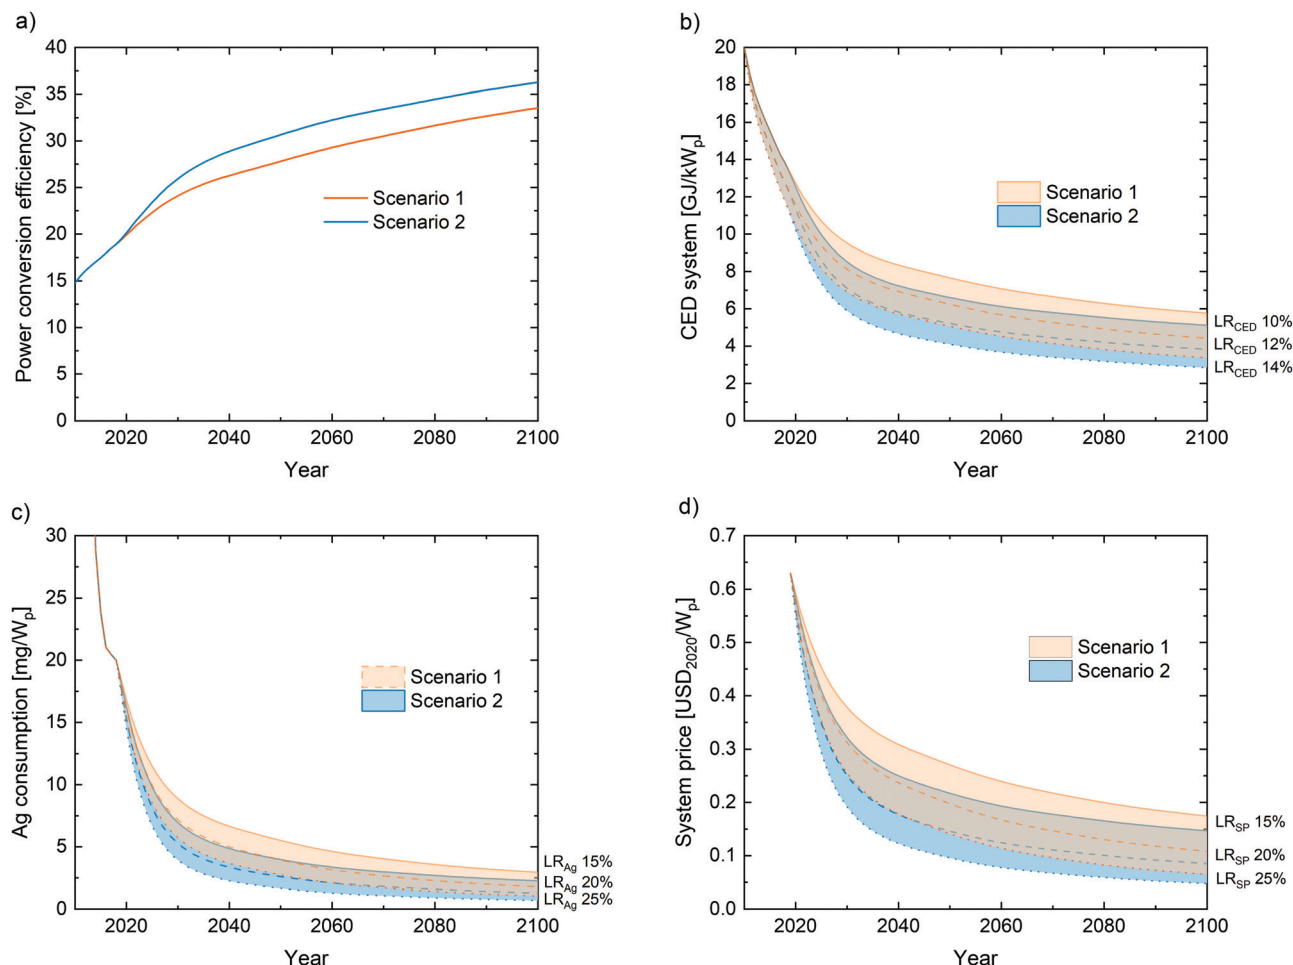 a)
40
35
30
25
20
15
10
5
0
Power conversion efficiency [%]
Scenario 1
Scenario 2
2020 2040 2060 2080 2100
Year
b)
20
18
16
14
12
10
8
6
4
2
0
CED system [GJ/kWp]
Scenario 1
Scenario 2
LRCED 10%
LRCED 12%
LRCED 14%
2020 2040 2060 2080 2100
Year
c)
30
25
20
15
10
5
0
Ag consumption [mg/Wp]
Scenario 1
Scenario 2
LRAg 15%
LRAg 20%
LRAg 25%
2020 2040 2060 2080 2100
Year
d)
0.7
0.6
0.5
0.4
0.3
0.2
0.1
0.0
System price [USD2020/Wp]
Scenario 1
Scenario 2
LRSP 15%
LRSP 20%
LRSP 25%
2020 2040 2060 2080 2100
Year